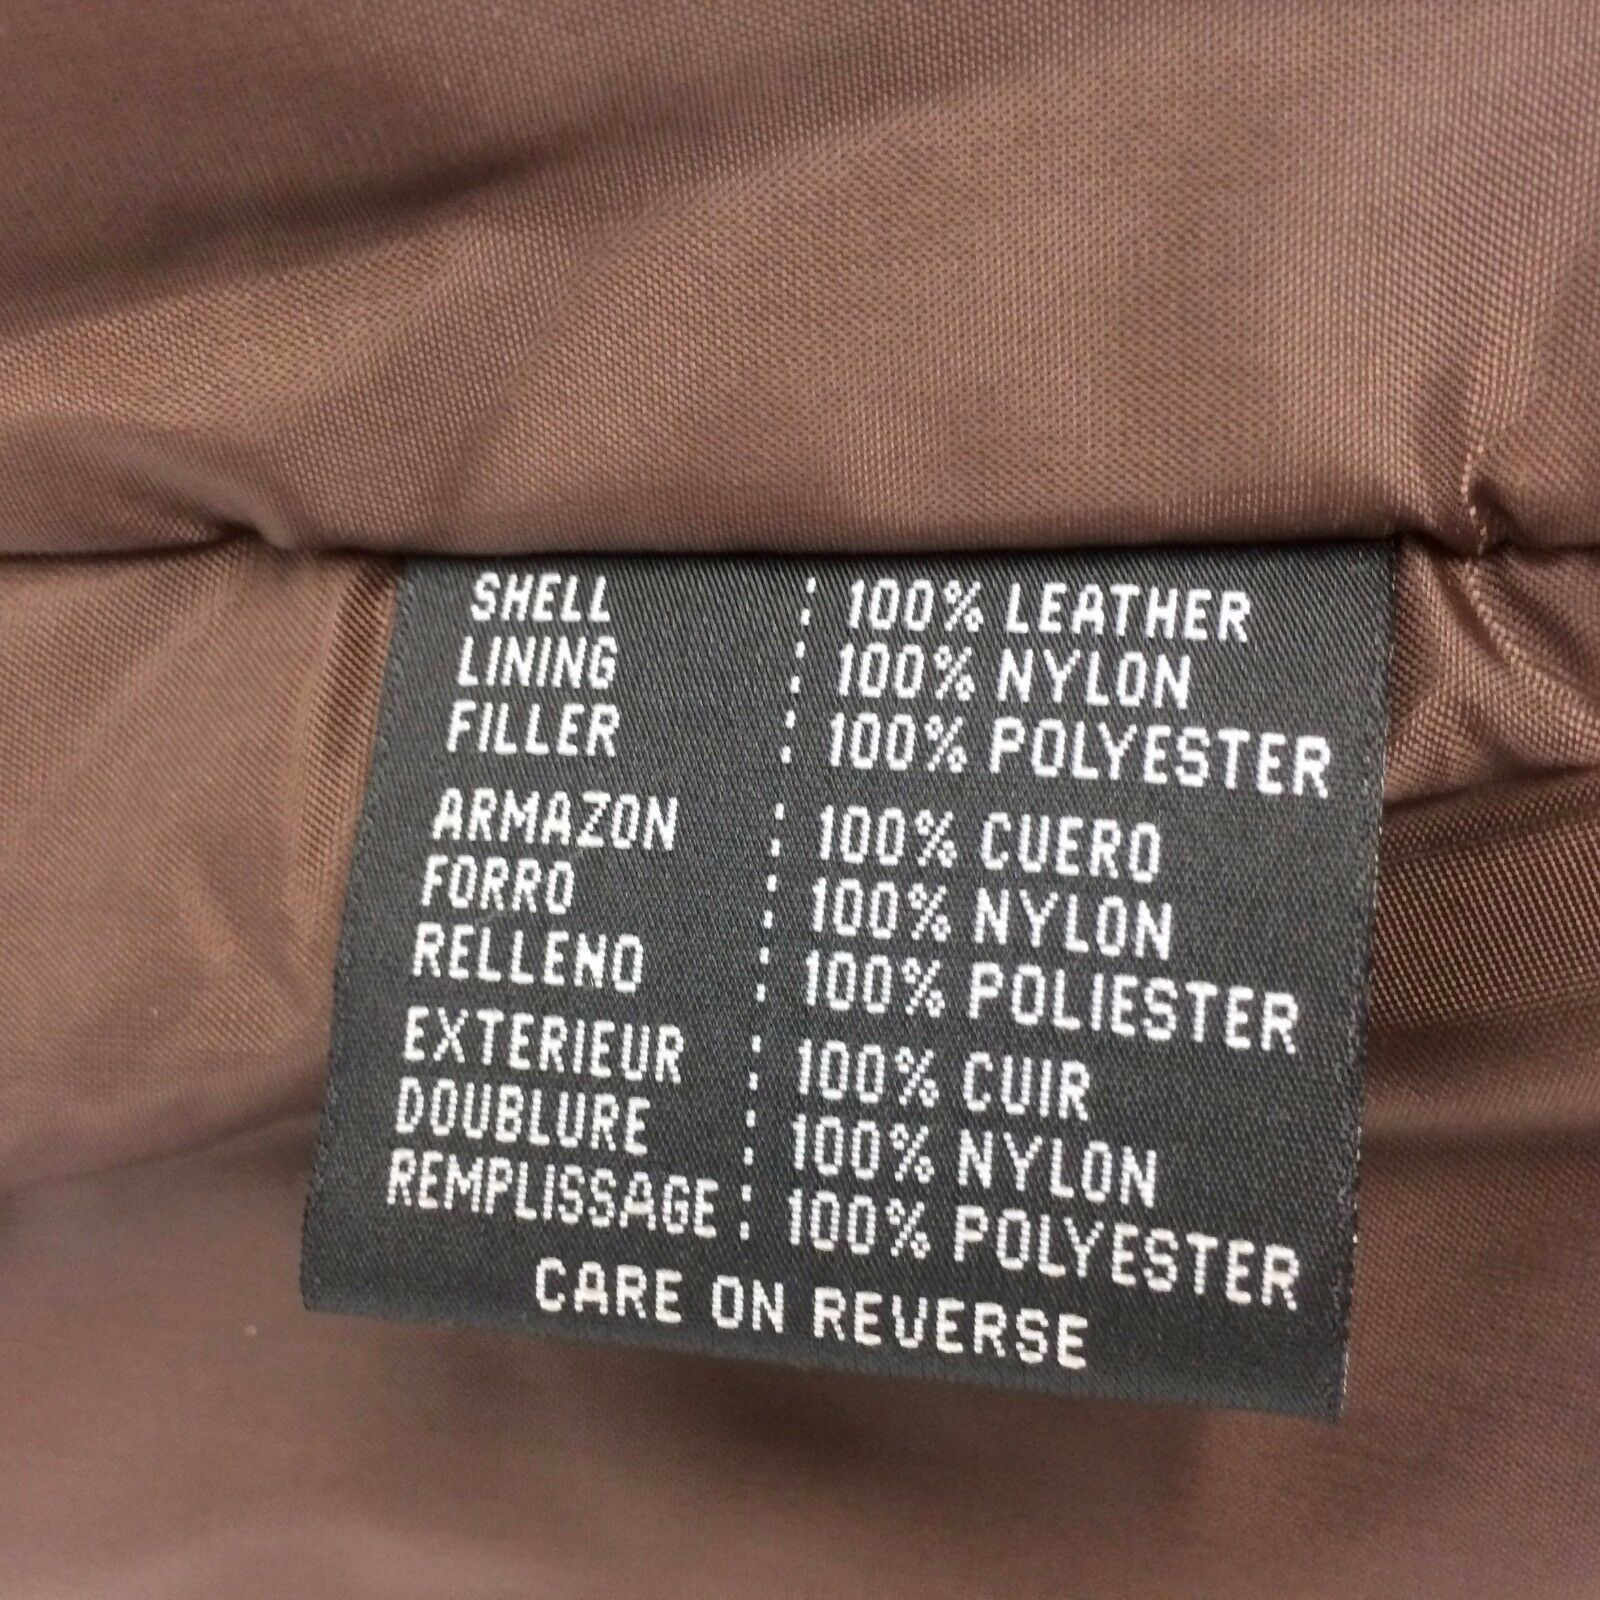 SHELL : 100% LEATHER
LINING : 100% NYLON
FILLER : 100% POLYESTER
ARMAZON : 100% CUERO
FORRO : 100% NYLON
RELLENO : 100% POLIESTER
EXTERIEUR : 100% CUIR
DOUBLURE : 100% NYLON
REMPLISSAGE : 100% POLYESTER
CARE ON REVERSE